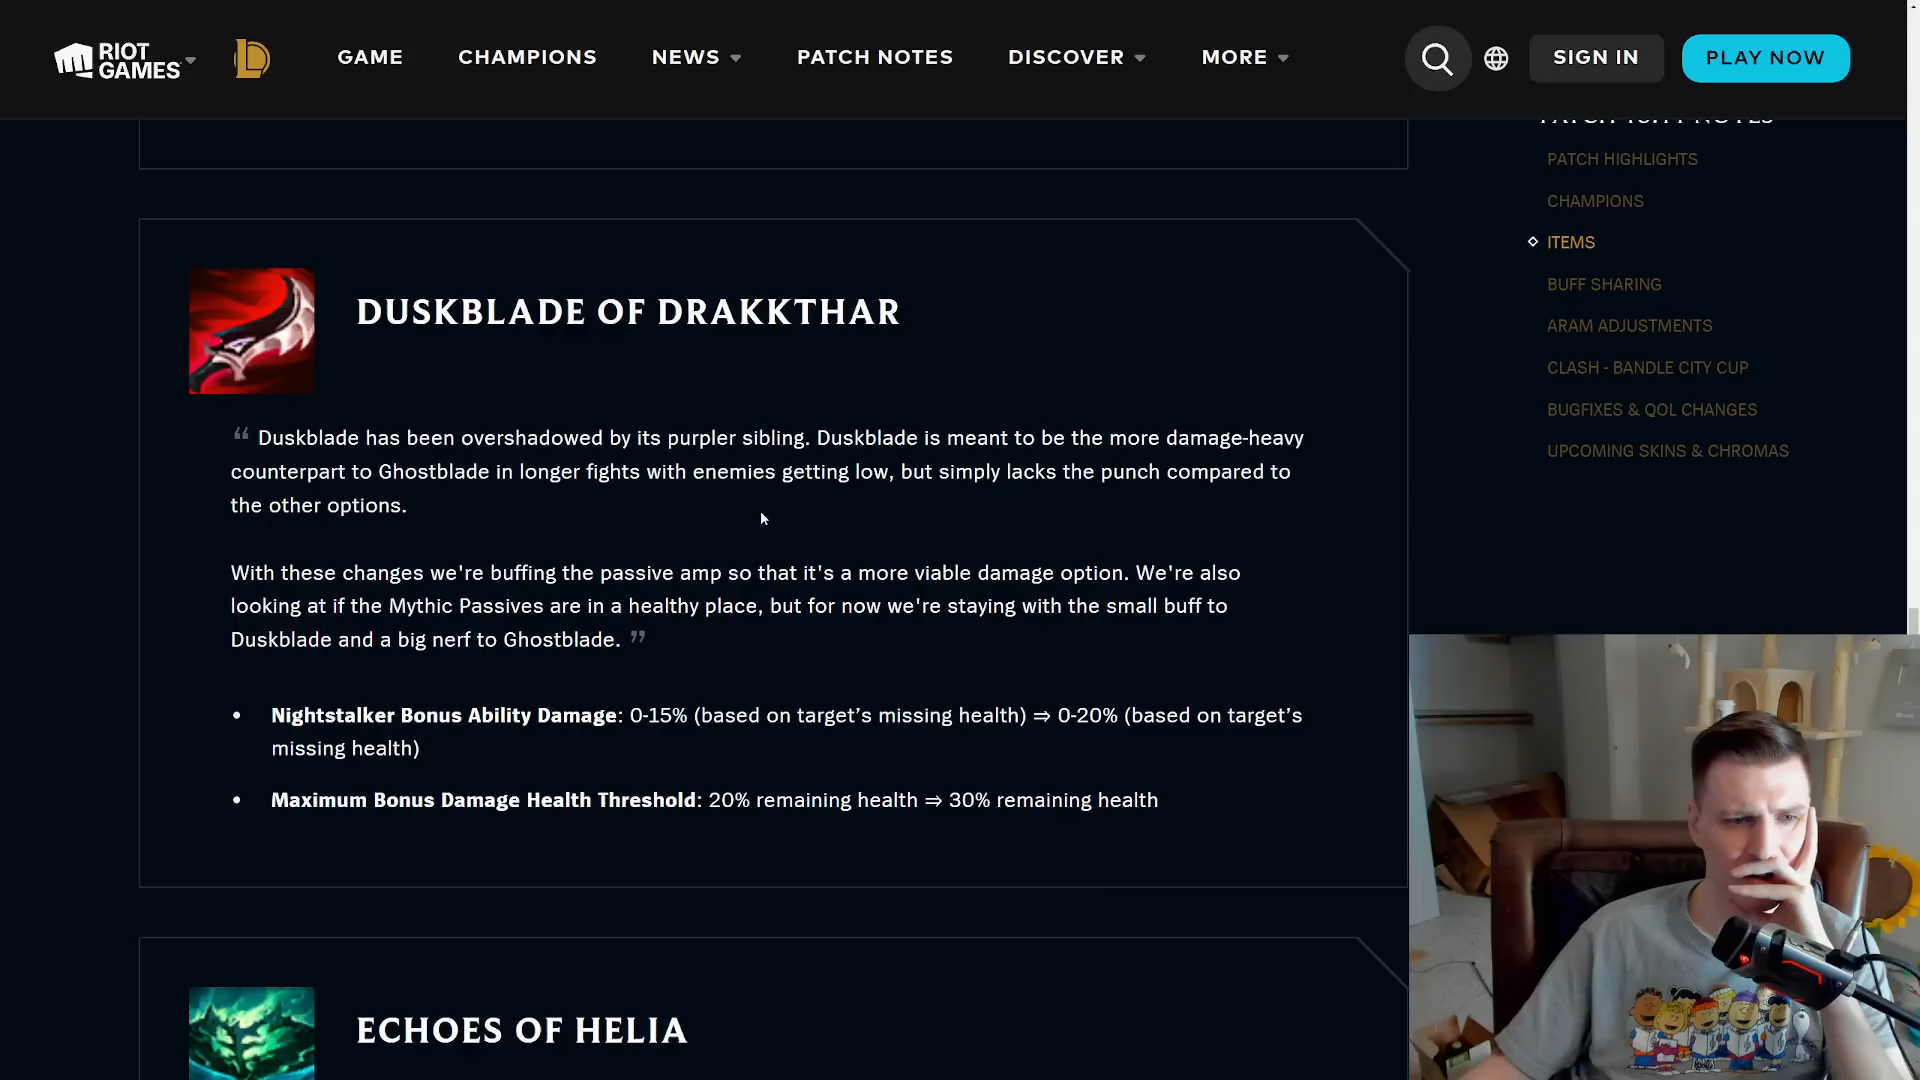 RIOT GAMES
GAME
CHAMPIONS
NEWS
PATCH NOTES
DISCOVER
MORE
SIGN IN
PLAY NOW
PATCH HIGHLIGHTS
CHAMPIONS
ITEMS
BUFF SHARING
ARAM ADJUSTMENTS
CLASH - BANDLE CITY CUP
BUGFIXES & QOL CHANGES
UPCOMING SKINS & CHROMAS
DUSKBLADE OF DRAKKTHAR
“ Duskblade has been overshadowed by its purpler sibling. Duskblade is meant to be the more damage-heavy
counterpart to Ghostblade in longer fights with enemies getting low, but simply lacks the punch compared to
the other options.
With these changes we're buffing the passive amp so that it's a more viable damage option. We're also
looking at if the Mythic Passives are in a healthy place, but for now we're staying with the small buff to
Duskblade and a big nerf to Ghostblade. ”
• Nightstalker Bonus Ability Damage: 0-15% (based on target’s missing health) ⇒ 0-20% (based on target’s
missing health)
• Maximum Bonus Damage Health Threshold: 20% remaining health ⇒ 30% remaining health
ECHOES OF HELIA